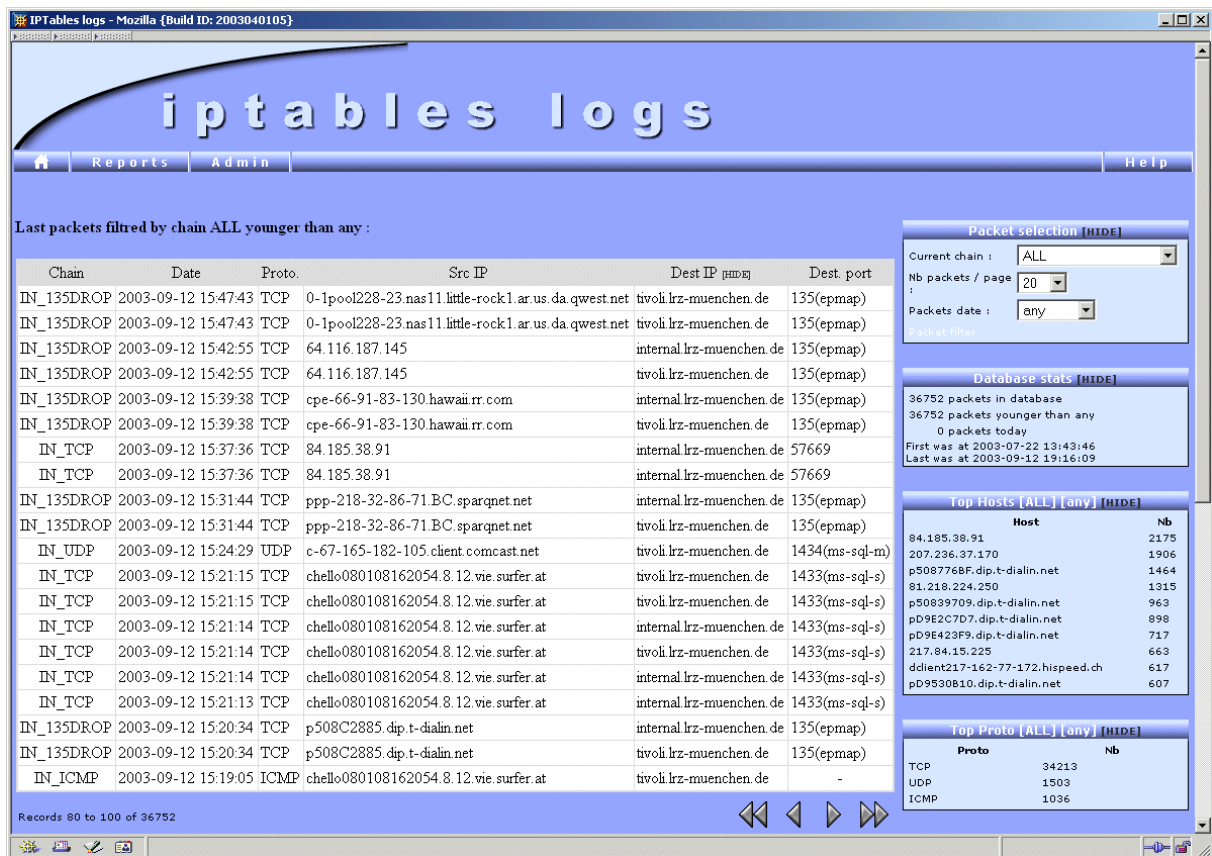 IPTables logs - Mozilla {Build ID: 2003040105}
iptables logs
Reports Admin Help
Last packets filtred by chain ALL younger than any :
Chain Date Proto. Src IP Dest IP [HIDE] Dest. port
IN_135DROP 2003-09-12 15:47:43 TCP 0-1pool228-23.nas11.little-rock1.ar.us.da.qwest.net tivoli.lrz-muenchen.de 135(epmap)
IN_135DROP 2003-09-12 15:47:43 TCP 0-1pool228-23.nas11.little-rock1.ar.us.da.qwest.net tivoli.lrz-muenchen.de 135(epmap)
IN_135DROP 2003-09-12 15:42:55 TCP 64.116.187.145 internal.lrz-muenchen.de 135(epmap)
IN_135DROP 2003-09-12 15:42:55 TCP 64.116.187.145 tivoli.lrz-muenchen.de 135(epmap)
IN_135DROP 2003-09-12 15:39:38 TCP cpe-66-91-83-130.hawaii.rr.com internal.lrz-muenchen.de 135(epmap)
IN_135DROP 2003-09-12 15:39:38 TCP cpe-66-91-83-130.hawaii.rr.com tivoli.lrz-muenchen.de 135(epmap)
IN_TCP 2003-09-12 15:37:36 TCP 84.185.38.91 internal.lrz-muenchen.de 57669
IN_TCP 2003-09-12 15:37:36 TCP 84.185.38.91 internal.lrz-muenchen.de 57669
IN_135DROP 2003-09-12 15:31:44 TCP ppp-218-32-86-71.BC.sparqnet.net internal.lrz-muenchen.de 135(epmap)
IN_135DROP 2003-09-12 15:31:44 TCP ppp-218-32-86-71.BC.sparqnet.net tivoli.lrz-muenchen.de 135(epmap)
IN_UDP 2003-09-12 15:24:29 UDP c-67-165-182-105.client.comcast.net tivoli.lrz-muenchen.de 1434(ms-sql-m)
IN_TCP 2003-09-12 15:21:15 TCP chello080108162054.8.12.vie.surfer.at tivoli.lrz-muenchen.de 1433(ms-sql-s)
IN_TCP 2003-09-12 15:21:15 TCP chello080108162054.8.12.vie.surfer.at tivoli.lrz-muenchen.de 1433(ms-sql-s)
IN_TCP 2003-09-12 15:21:14 TCP chello080108162054.8.12.vie.surfer.at internal.lrz-muenchen.de 1433(ms-sql-s)
IN_TCP 2003-09-12 15:21:14 TCP chello080108162054.8.12.vie.surfer.at tivoli.lrz-muenchen.de 1433(ms-sql-s)
IN_TCP 2003-09-12 15:21:14 TCP chello080108162054.8.12.vie.surfer.at internal.lrz-muenchen.de 1433(ms-sql-s)
IN_TCP 2003-09-12 15:21:13 TCP chello080108162054.8.12.vie.surfer.at internal.lrz-muenchen.de 1433(ms-sql-s)
IN_135DROP 2003-09-12 15:20:34 TCP p508C2885.dip.t-dialin.net internal.lrz-muenchen.de 135(epmap)
IN_135DROP 2003-09-12 15:20:34 TCP p508C2885.dip.t-dialin.net tivoli.lrz-muenchen.de 135(epmap)
IN_ICMP 2003-09-12 15:19:05 ICMP chello080108162054.8.12.vie.surfer.at tivoli.lrz-muenchen.de -
Records 80 to 100 of 36752
Packet selection [HIDE]
Current chain : ALL
Nb packets / page : 20
Packets date : any
Packet filter
Database stats [HIDE]
36752 packets in database
36752 packets younger than any
0 packets today
First was at 2003-07-22 13:43:46
Last was at 2003-09-12 19:16:09
Top Hosts [ALL] [any] [HIDE]
Host Nb
84.185.38.91 2175
207.236.37.170 1906
p508776BF.dip.t-dialin.net 1464
81.218.224.250 1315
p50839709.dip.t-dialin.net 963
pD9E2C7D7.dip.t-dialin.net 898
pD9E423F9.dip.t-dialin.net 717
217.84.15.225 663
dclient217-162-77-172.hispeed.ch 617
pD9530B10.dip.t-dialin.net 607
Top Proto [ALL] [any] [HIDE]
Proto Nb
TCP 34213
UDP 1503
ICMP 1036